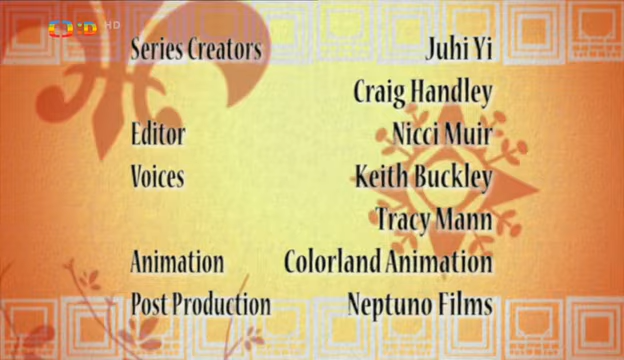 HD
Series Creators Juhi Yi
Craig Handley
Editor Nicci Muir
Voices Keith Buckley
Tracy Mann
Animation Colorland Animation
Post Production Neptuno Films